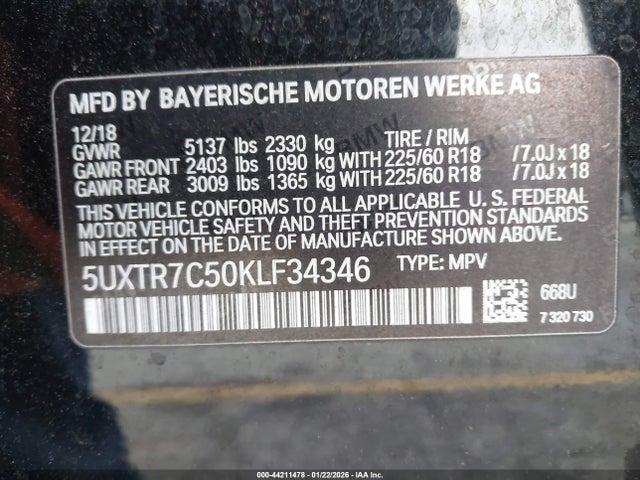 MFD BY BAYERISCHE MOTOREN WERKE AG
12/18
GVWR 5137 lbs 2330 kg TIRE / RIM
GAWR FRONT 2403 lbs 1090 kg WITH 225/60 R18 /7.0J x 18
GAWR REAR 3009 lbs 1365 kg WITH 225/60 R18 /7.0J x 18
THIS VEHICLE CONFORMS TO ALL APPLICABLE U. S. FEDERAL
MOTOR VEHICLE SAFETY AND THEFT PREVENTION STANDARDS
IN EFFECT ON THE DATE OF MANUFACTURE SHOWN ABOVE.
5UXTR7C50KLF34346 TYPE: MPV
668U
7 320 730
000-44211478 - 01/22/2026 - IAA Corp.